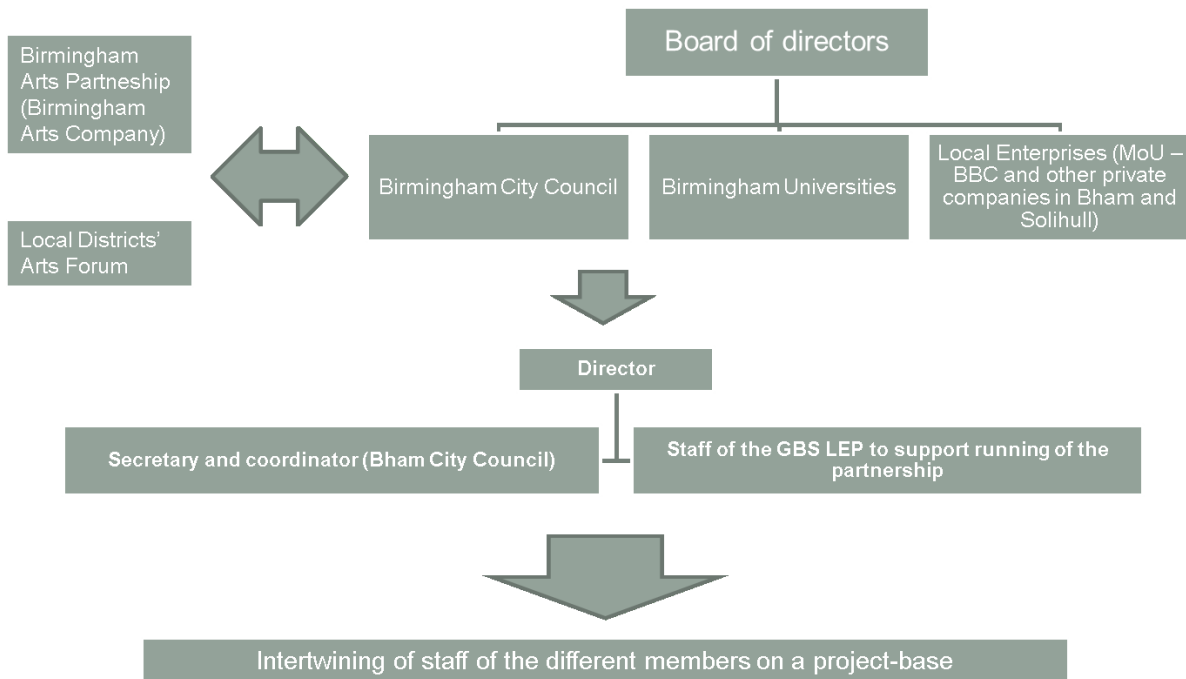 Birmingham
Arts Partneship
(Birmingham
Arts Company)
Local Districts'
Arts Forum
Board of directors
Birmingham City Council
Birmingham Universities
Local Enterprises (MoU –
BBC and other private
companies in Bham and
Solihull)
Director
Secretary and coordinator (Bham City Council)
Staff of the GBS LEP to support running of the
partnership
Intertwining of staff of the different members on a project-base